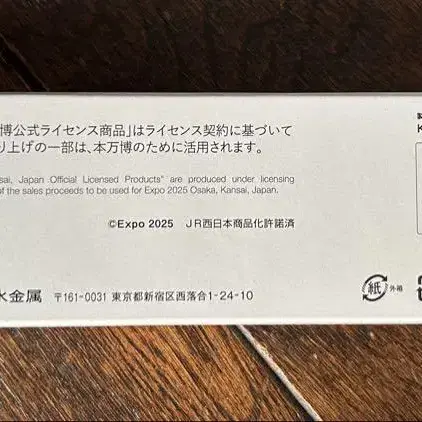 博公式ライセンス商品」はライセンス契約に基づいて
り上げの一部は、本万博のために活用されます。
sai, Japan Official Licensed Products" are produced under licensing
of the sales proceeds to be used for Expo 2025 Osaka, Kansai, Japan.
©Expo 2025 JR西日本商品化許諾済
水金属 〒161-0031 東京都新宿区西落合1-24-10
紙 外箱